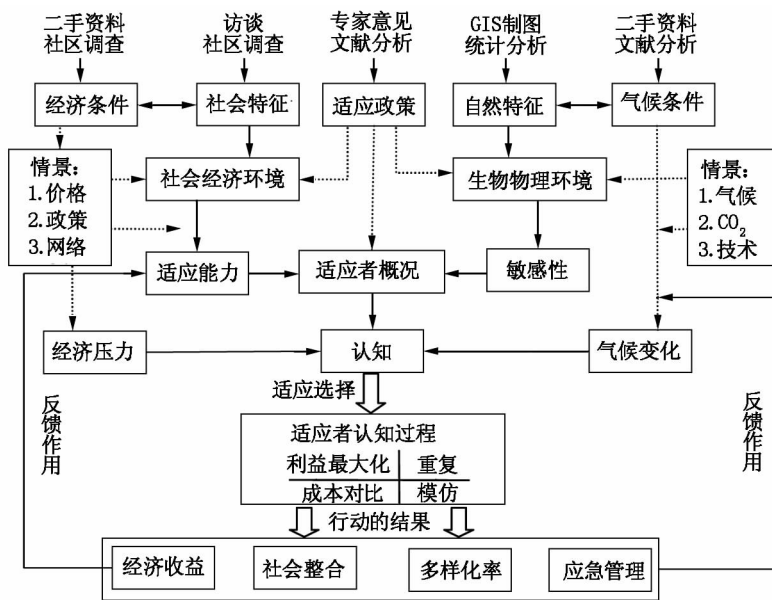 二手资料
社区调查
访谈
社区调查
专家意见
文献分析
GIS制图
统计分析
二手资料
文献分析
经济条件
社会特征
适应政策
自然特征
气候条件
情景：
1.价格
2.政策
3.网络
社会经济环境
生物物理环境
情景：
1.气候
2.CO₂
3.技术
适应能力
适应者概况
敏感性
经济压力
认知
气候变化
适应选择
反馈作用
反馈作用
适应者认知过程
利益最大化
重复
成本对比
模仿
行动的结果
经济收益
社会整合
多样化率
应急管理